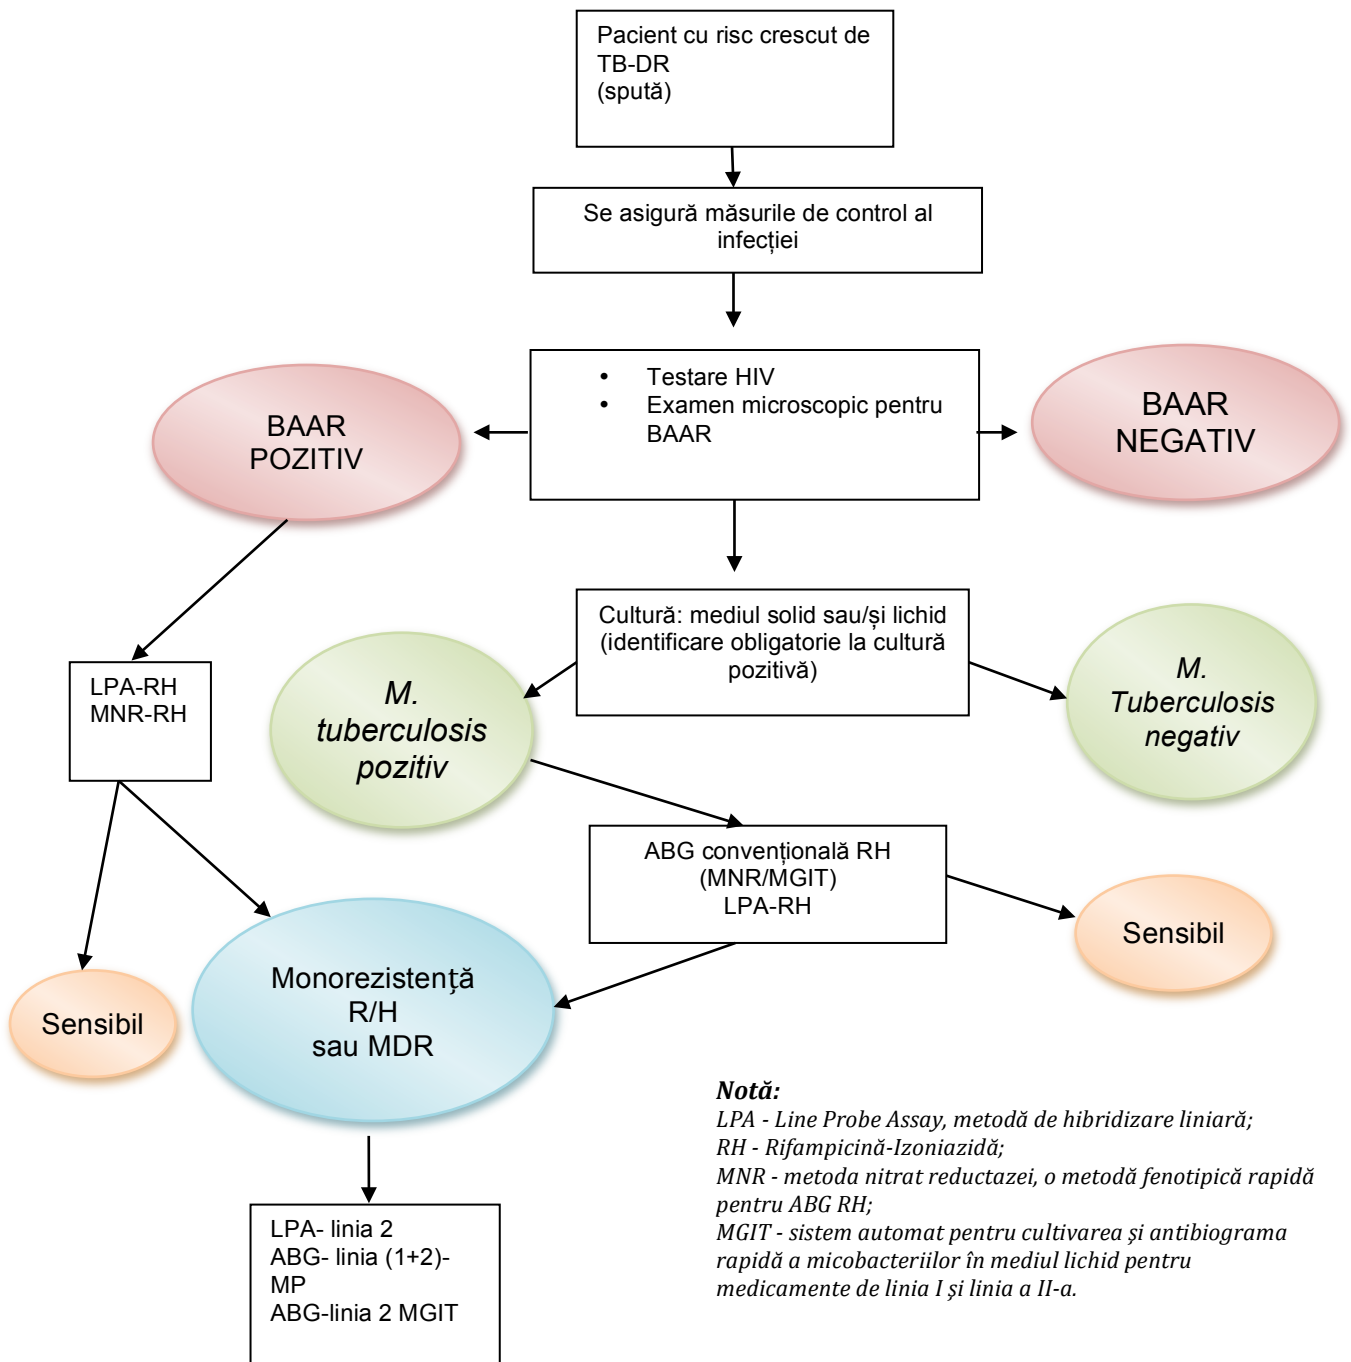 Pacient cu risc crescut de
TB-DR
(spută)
Se asigură măsurile de control al
infecției
• Testare HIV
• Examen microscopic pentru
BAAR
BAAR
POZITIV
BAAR
NEGATIV
Cultură: mediul solid sau/și lichid
(identificare obligatorie la cultură
pozitivă)
LPA-RH
MNR-RH
M.
tuberculosis
pozitiv
M.
Tuberculosis
negativ
ABG convențională RH
(MNR/MGIT)
LPA-RH
Sensibil
Sensibil
Monorezistență
R/H
sau MDR
Notă:
LPA - Line Probe Assay, metodă de hibridizare liniară;
RH - Rifampicină-Izoniazidă;
MNR - metoda nitrat reductazei, o metodă fenotipică rapidă
pentru ABG RH;
MGIT - sistem automat pentru cultivarea și antibiograma
rapidă a micobacteriilor în mediul lichid pentru
medicamente de linia I și linia a II-a.
LPA- linia 2
ABG- linia (1+2)-
MP
ABG-linia 2 MGIT